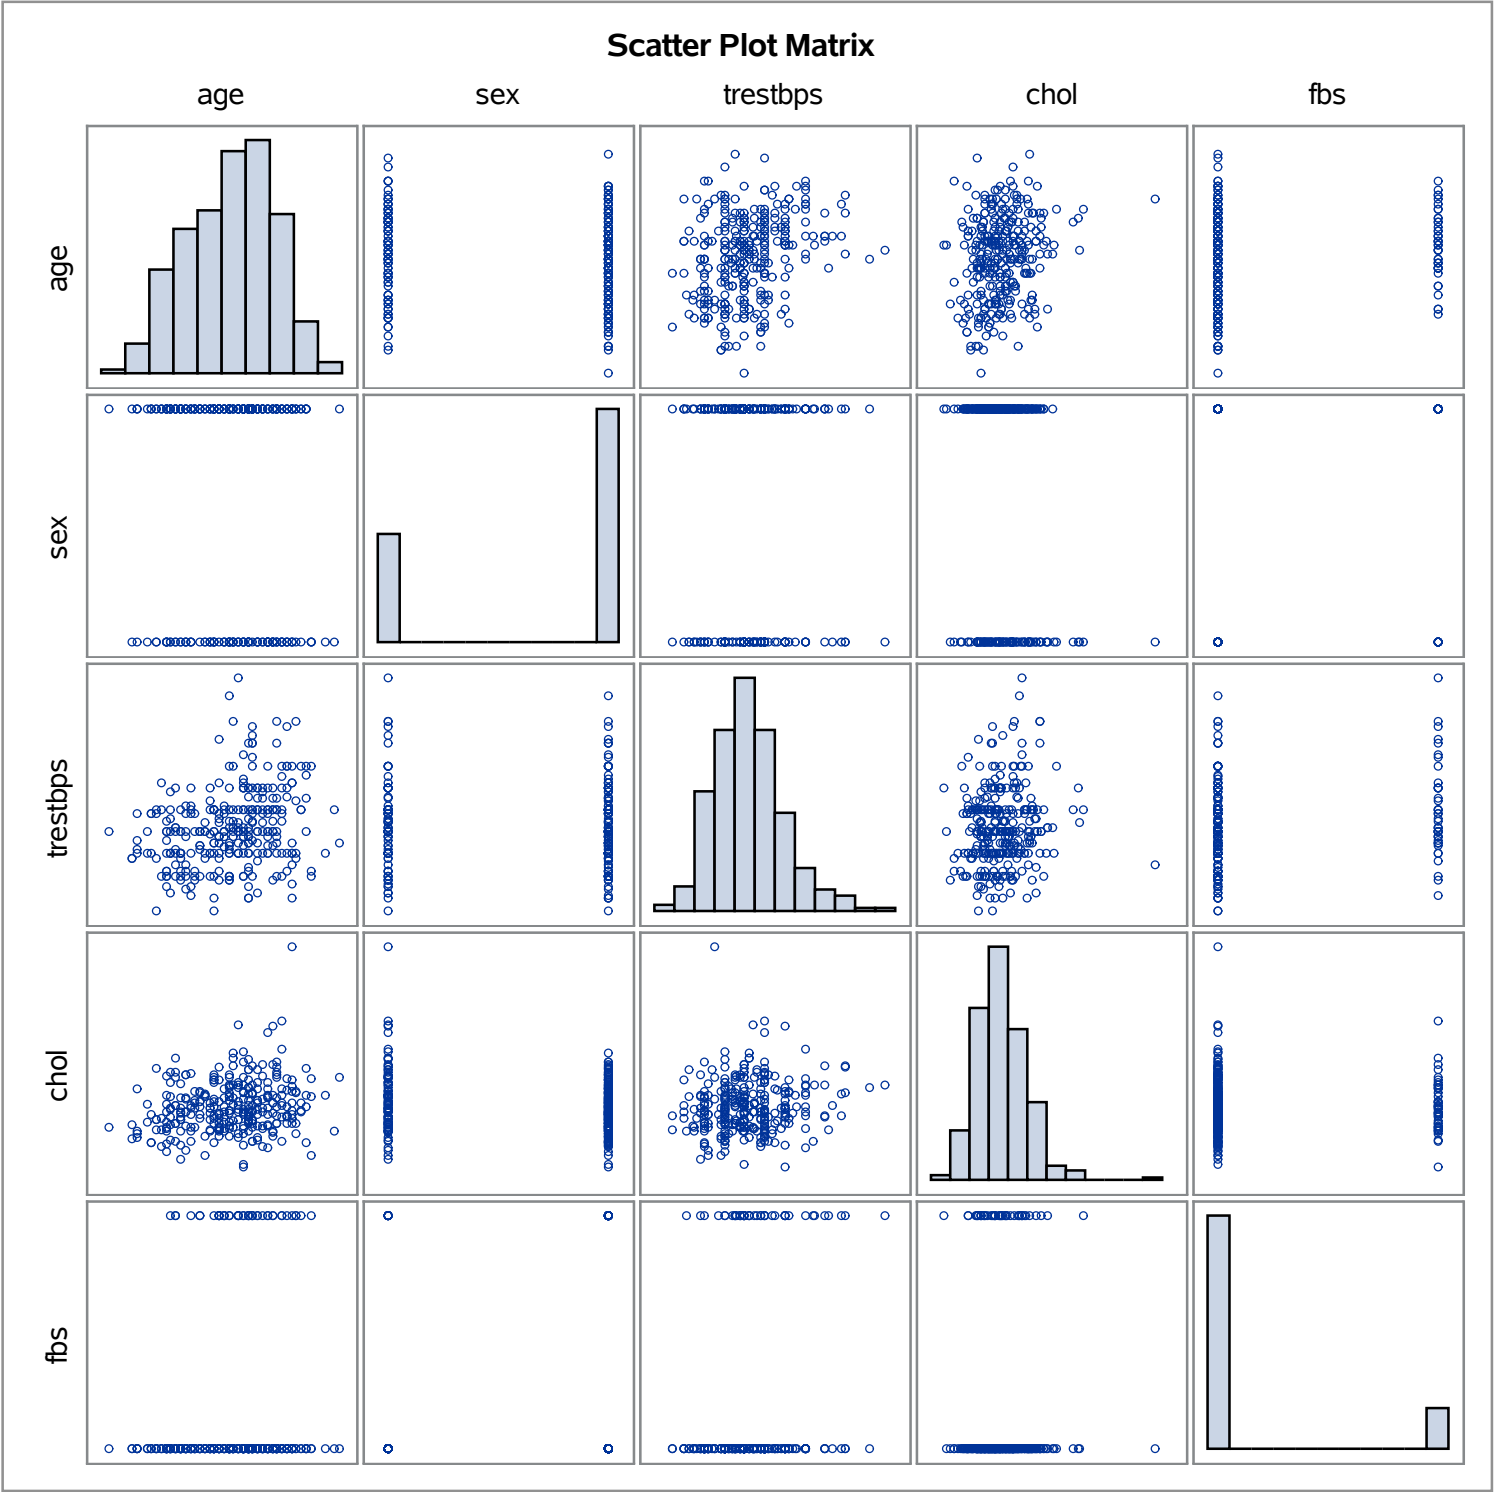 Scatter Plot Matrix
age sex trestbps chol fbs
age
sex
trestbps
chol
fbs